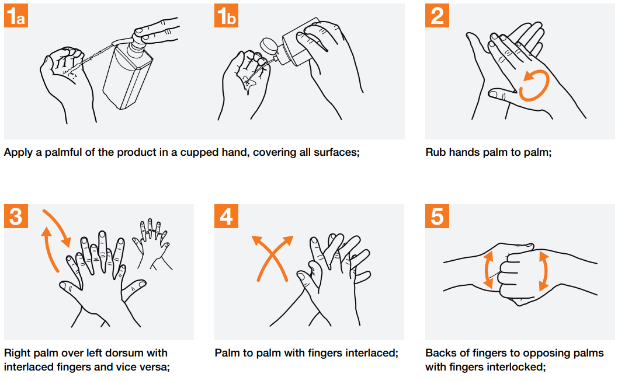 1a
1b
2
Apply a palmful of the product in a cupped hand, covering all surfaces;
Rub hands palm to palm;
3
4
5
Right palm over left dorsum with
interlaced fingers and vice versa;
Palm to palm with fingers interlaced;
Backs of fingers to opposing palms
with fingers interlocked;